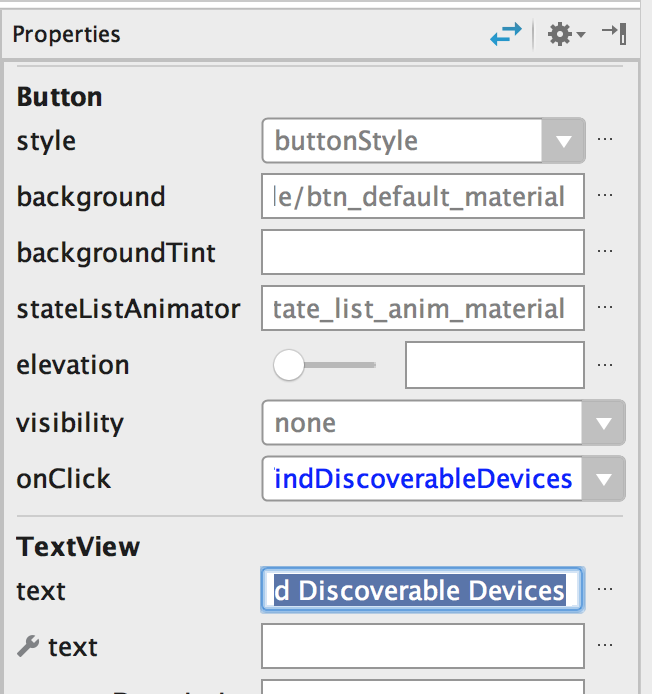 Properties
Button
style buttonStyle ...
background le/btn_default_material ...
backgroundTint ...
stateListAnimator tate_list_anim_material ...
elevation ...
visibility none
onClick indDiscoverableDevices
TextView
text d Discoverable Devices ...
text ...